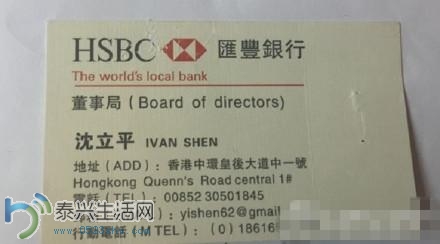 HSBC 匯豐銀行
The world's local bank
董事局（Board of directors）
沈立平 IVAN SHEN
地址（ADD）：香港中環皇後大道中一號
Hongkong Quenn's Road central 1#
電話（TEL）：00852 30501845
yishen62@gmail
行動電話（M TEL）：(0) 18616
泰兴生活网